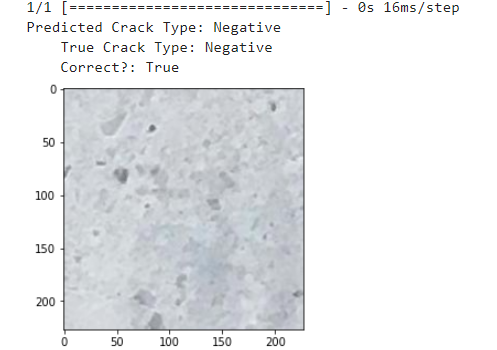 1/1 [==============================] - 0s 16ms/step
Predicted Crack Type: Negative
True Crack Type: Negative
Correct?: True
0
50
100
150
200
0 50 100 150 200